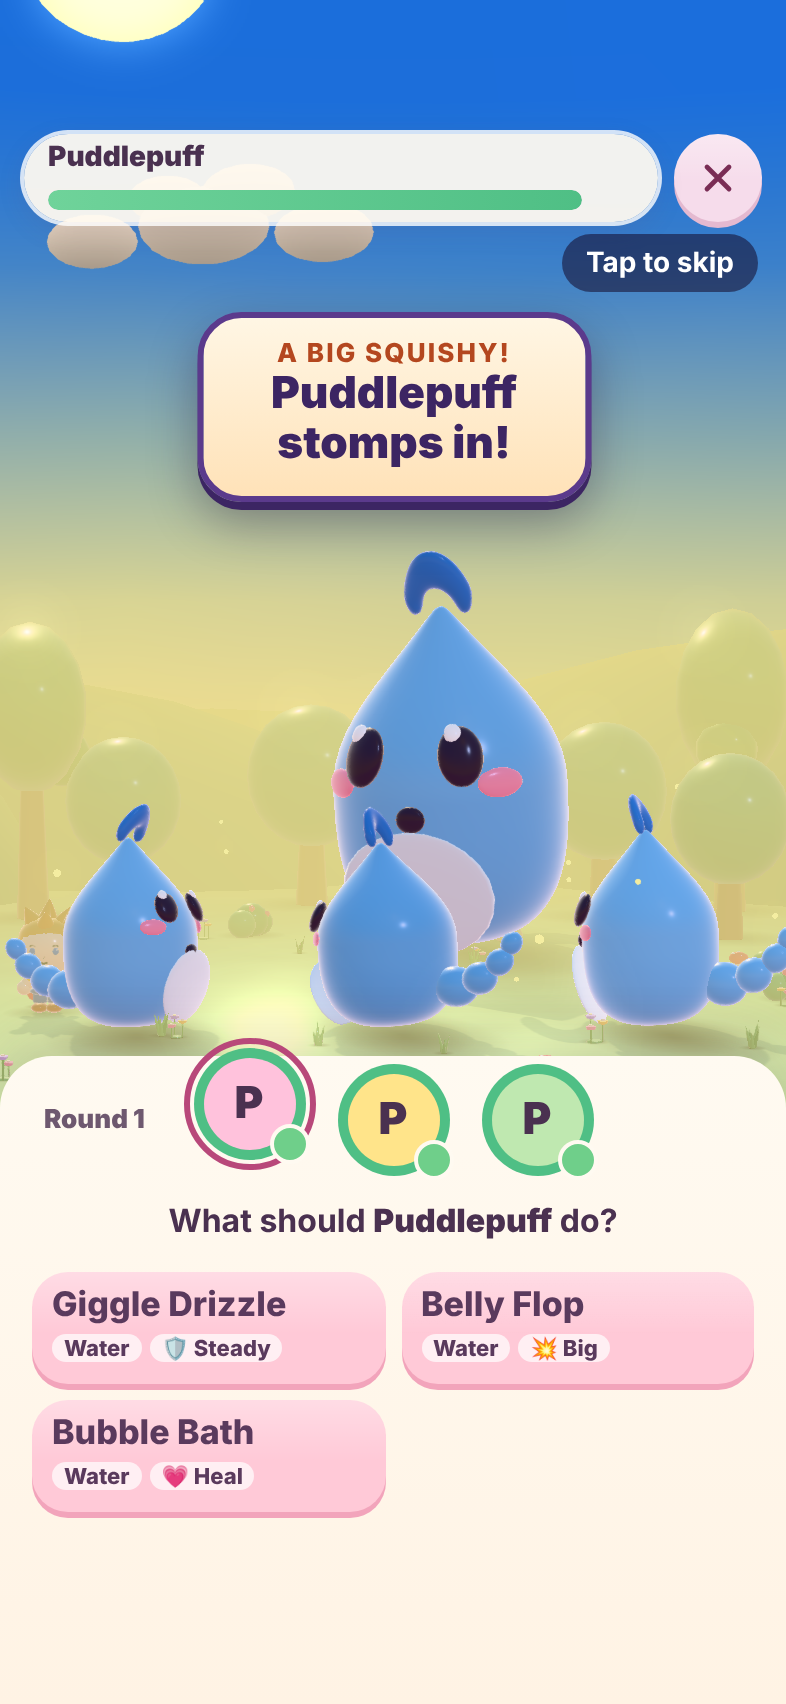 Puddlepuff
Tap to skip
A BIG SQUISHY!
Puddlepuff
stomps in!
Round 1
P
P
P
What should Puddlepuff do?
Giggle Drizzle
Water 🛡️ Steady
Belly Flop
Water 💥 Big
Bubble Bath
Water 💗 Heal